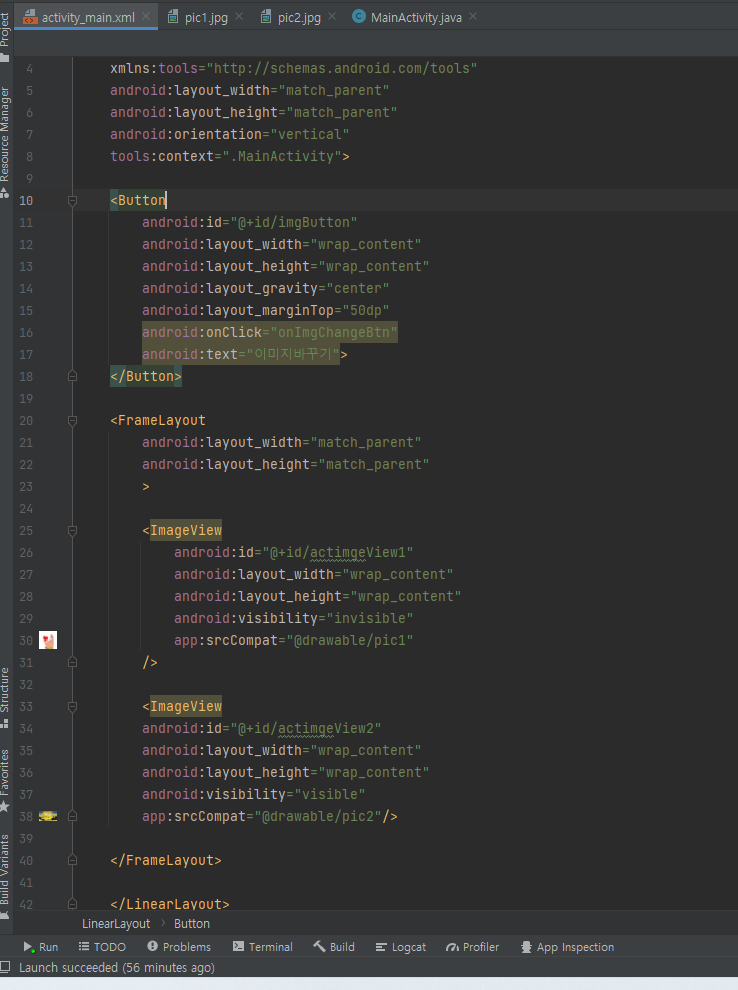 activity_main.xml pic1.jpg pic2.jpg MainActivity.java
Project
Resource Manager
Structure
Favorites
Build Variants
4 xmlns:tools="http://schemas.android.com/tools"
5 android:layout_width="match_parent"
6 android:layout_height="match_parent"
7 android:orientation="vertical"
8 tools:context=".MainActivity">
9
10 <Button
11 android:id="@+id/imgButton"
12 android:layout_width="wrap_content"
13 android:layout_height="wrap_content"
14 android:layout_gravity="center"
15 android:layout_marginTop="50dp"
16 android:onClick="onImgChangeBtn"
17 android:text="이미지바꾸기">
18 </Button>
19
20 <FrameLayout
21 android:layout_width="match_parent"
22 android:layout_height="match_parent"
23 >
24
25 <ImageView
26 android:id="@+id/actimgeView1"
27 android:layout_width="wrap_content"
28 android:layout_height="wrap_content"
29 android:visibility="invisible"
30 app:srcCompat="@drawable/pic1"
31 />
32
33 <ImageView
34 android:id="@+id/actimgeView2"
35 android:layout_width="wrap_content"
36 android:layout_height="wrap_content"
37 android:visibility="visible"
38 app:srcCompat="@drawable/pic2"/>
39
40 </FrameLayout>
41
42 </LinearLayout>
LinearLayout Button
Run TODO Problems Terminal Build Logcat Profiler App Inspection
Launch succeeded (56 minutes ago)